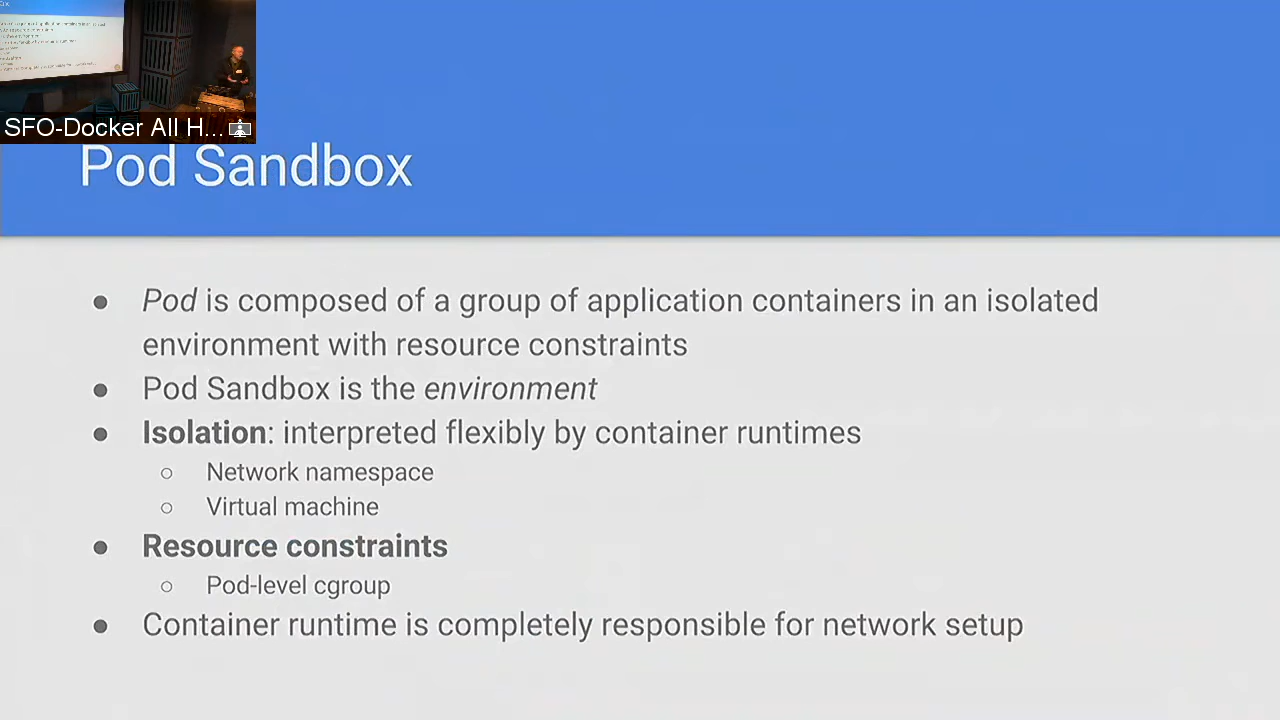 SFO-Docker All H...
Pod Sandbox
● Pod is composed of a group of application containers in an isolated
environment with resource constraints
● Pod Sandbox is the environment
● Isolation: interpreted flexibly by container runtimes
○ Network namespace
○ Virtual machine
● Resource constraints
○ Pod-level cgroup
● Container runtime is completely responsible for network setup